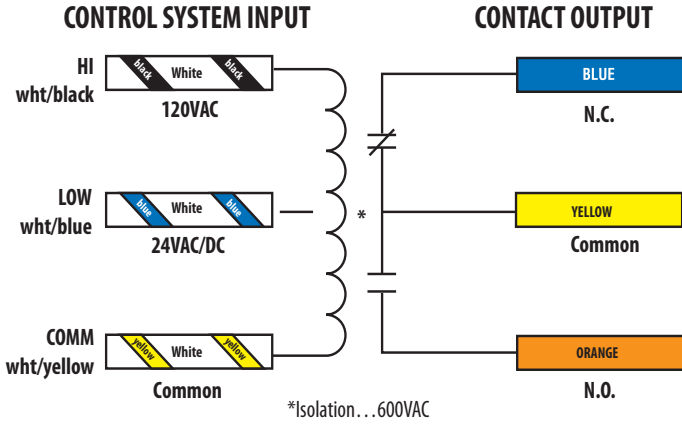 CONTROL SYSTEM INPUT
CONTACT OUTPUT
HI
wht/black
black White black
120VAC
BLUE
N.C.
LOW
wht/blue
blue White blue
24VAC/DC
*
YELLOW
Common
COMM
wht/yellow
yellow White yellow
Common
ORANGE
N.O.
*Isolation...600VAC